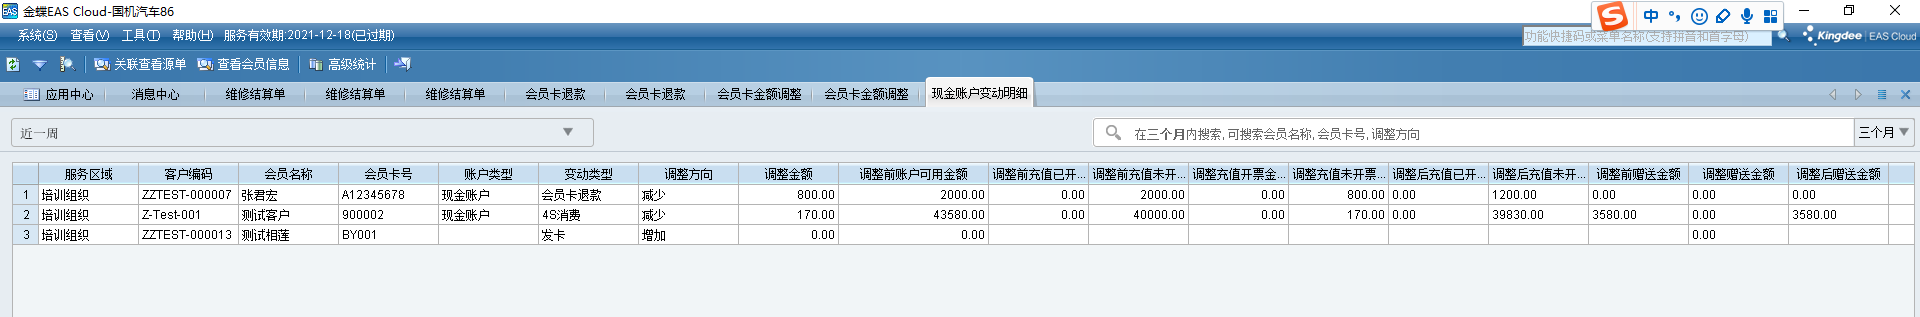 EAS 金蝶EAS Cloud-国机汽车86
中
系统(S) 查看(V) 工具(T) 帮助(H) 服务有效期:2021-12-18(已过期)
功能快捷码或菜单名称(支持拼音和首字母)
Kingdee | EAS Cloud
关联查看源单 查看会员信息 高级统计
应用中心 消息中心 维修结算单 维修结算单 维修结算单 会员卡退款 会员卡退款 会员卡金额调整 会员卡金额调整 现金账户变动明细
近一周
在三个月内搜索, 可搜索会员名称, 会员卡号, 调整方向
三个月
服务区域 客户编码 会员名称 会员卡号 账户类型 变动类型 调整方向 调整金额 调整前账户可用金额 调整前充值已开... 调整前充值未开... 调整充值开票金... 调整充值未开票... 调整后充值已开... 调整后充值未开... 调整前赠送金额 调整赠送金额 调整后赠送金额
1 培训组织 ZZTEST-000007 张君宏 A12345678 现金账户 会员卡退款 减少 800.00 2000.00 0.00 2000.00 0.00 800.00 0.00 1200.00 0.00 0.00 0.00
2 培训组织 Z-Test-001 测试客户 900002 现金账户 4S消费 减少 170.00 43580.00 0.00 40000.00 0.00 170.00 0.00 39830.00 3580.00 0.00 3580.00
3 培训组织 ZZTEST-000013 测试相莲 BY001 发卡 增加 0.00 0.00 0.00